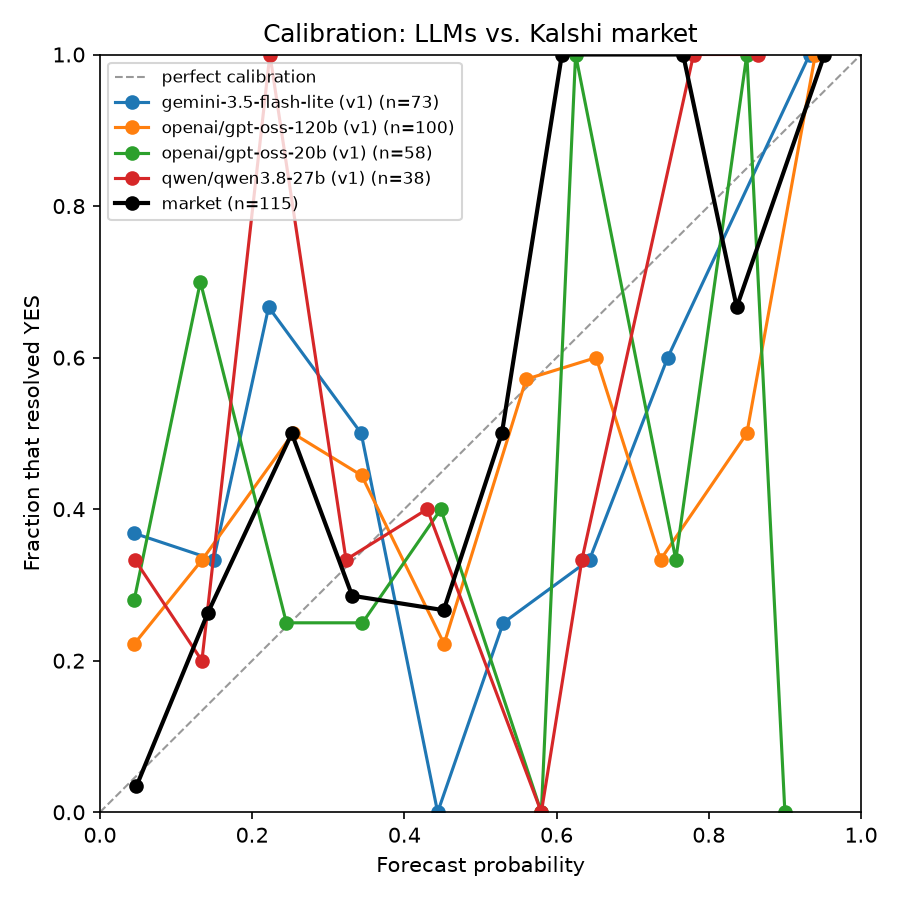 Calibration: LLMs vs. Kalshi market
perfect calibration
gemini-3.5-flash-lite (v1) (n=73)
openai/gpt-oss-120b (v1) (n=100)
openai/gpt-oss-20b (v1) (n=58)
qwen/qwen3.8-27b (v1) (n=38)
market (n=115)
Fraction that resolved YES
1.0
0.8
0.6
0.4
0.2
0.0
0.0 0.2 0.4 0.6 0.8 1.0
Forecast probability